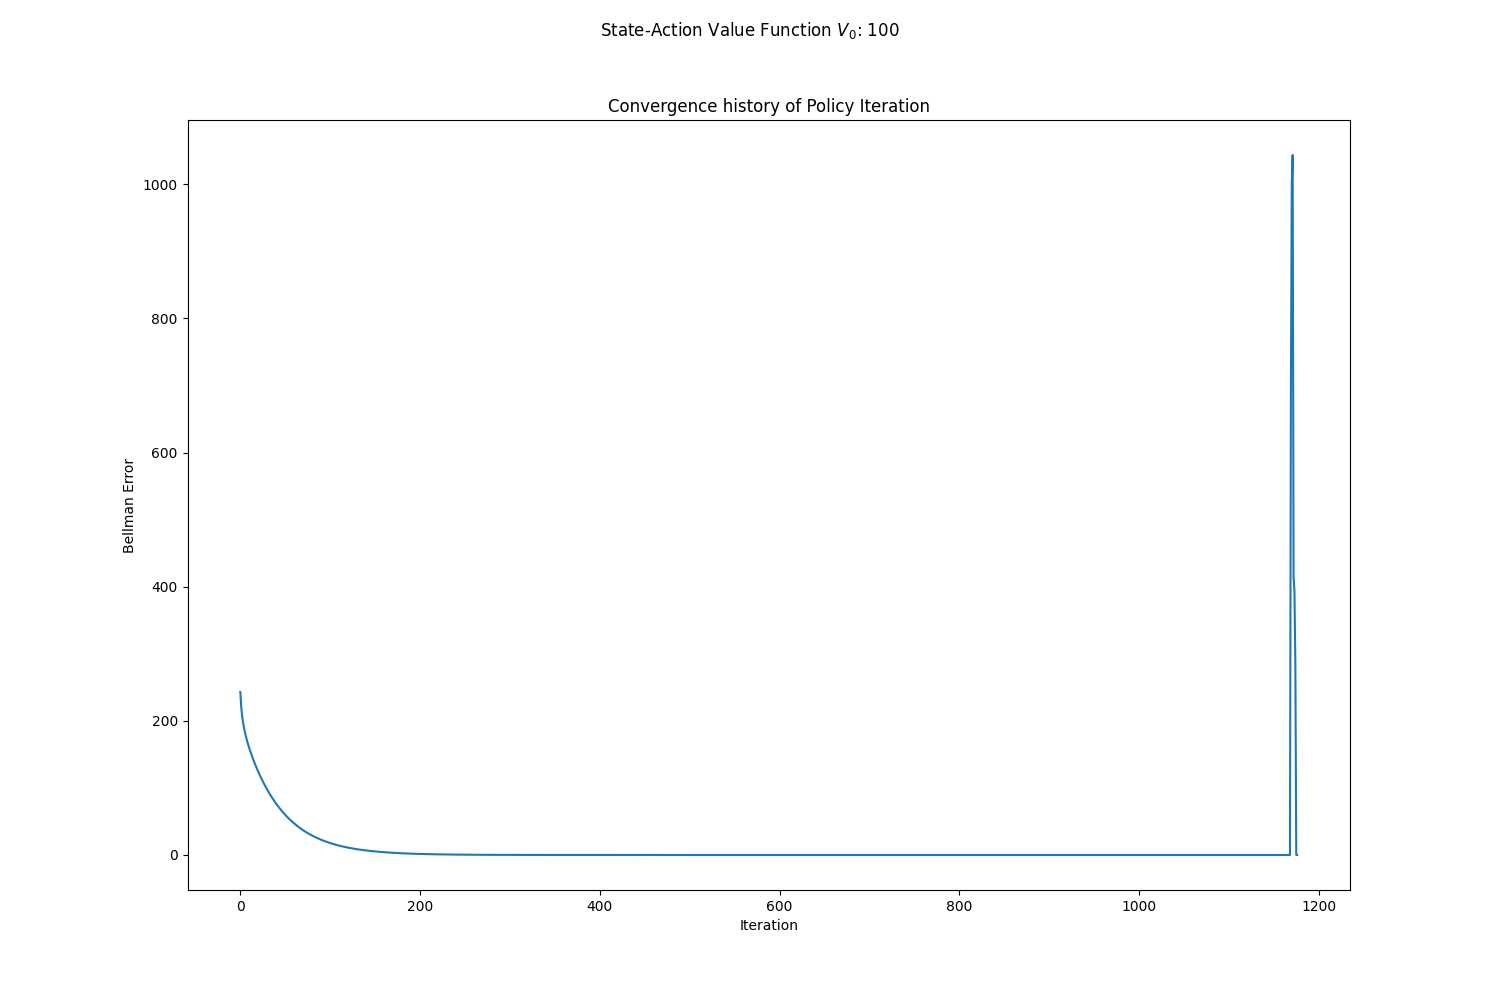 State-Action Value Function $V_0$: 100
Convergence history of Policy Iteration
1000
800
600
400
200
0
Bellman Error
0 200 400 600 800 1000 1200
Iteration